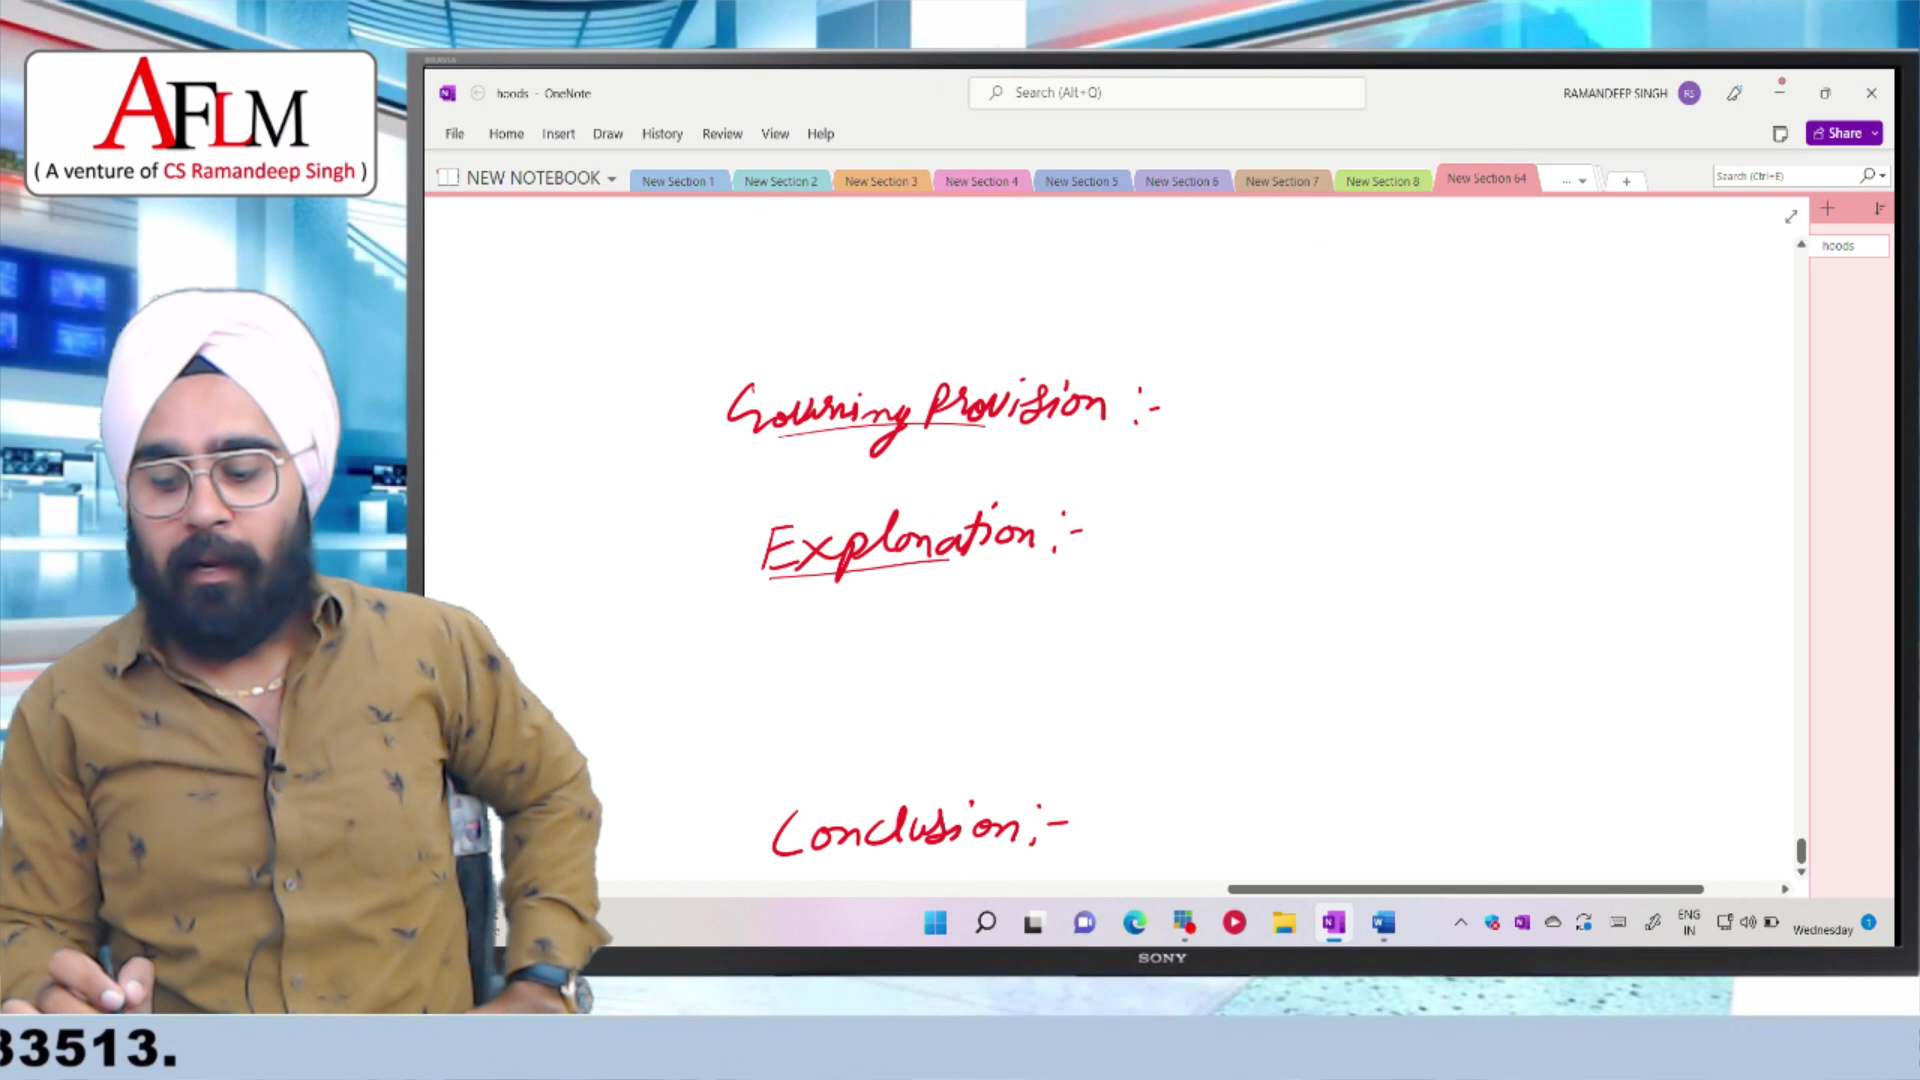 AFLM
( A venture of CS Ramandeep Singh )
BRAVIA
hoods - OneNote
Search (Alt+Q)
RAMANDEEP SINGH
RS
File Home Insert Draw History Review View Help
Share
NEW NOTEBOOK
New Section 1
New Section 2
New Section 3
New Section 4
New Section 5
New Section 6
New Section 7
New Section 8
New Section 64
...
Search (Ctrl+E)
hoods
Governing Provision :-
Explanation :-
Conclusion :-
ENG
IN
Wednesday
1
SONY
33513.